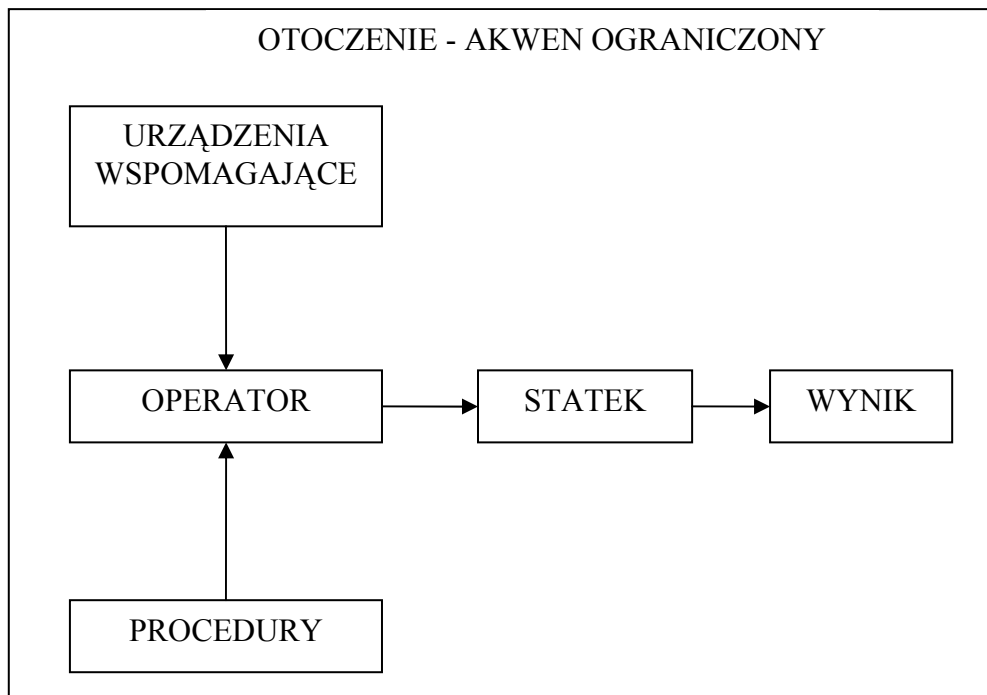 OTOCZENIE - AKWEN OGRANICZONY
URZĄDZENIA
WSPOMAGAJĄCE
OPERATOR
STATEK
WYNIK
PROCEDURY